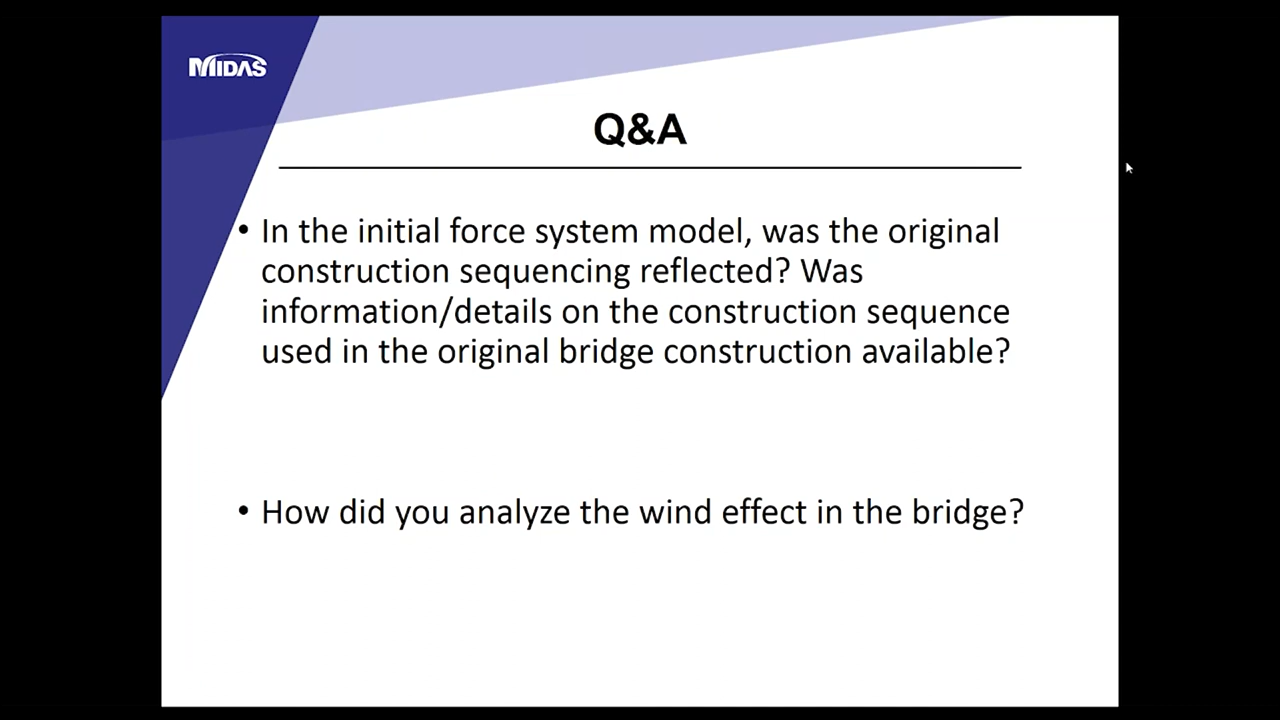 MIDAS
Q&A
• In the initial force system model, was the original
construction sequencing reflected? Was
information/details on the construction sequence
used in the original bridge construction available?
• How did you analyze the wind effect in the bridge?